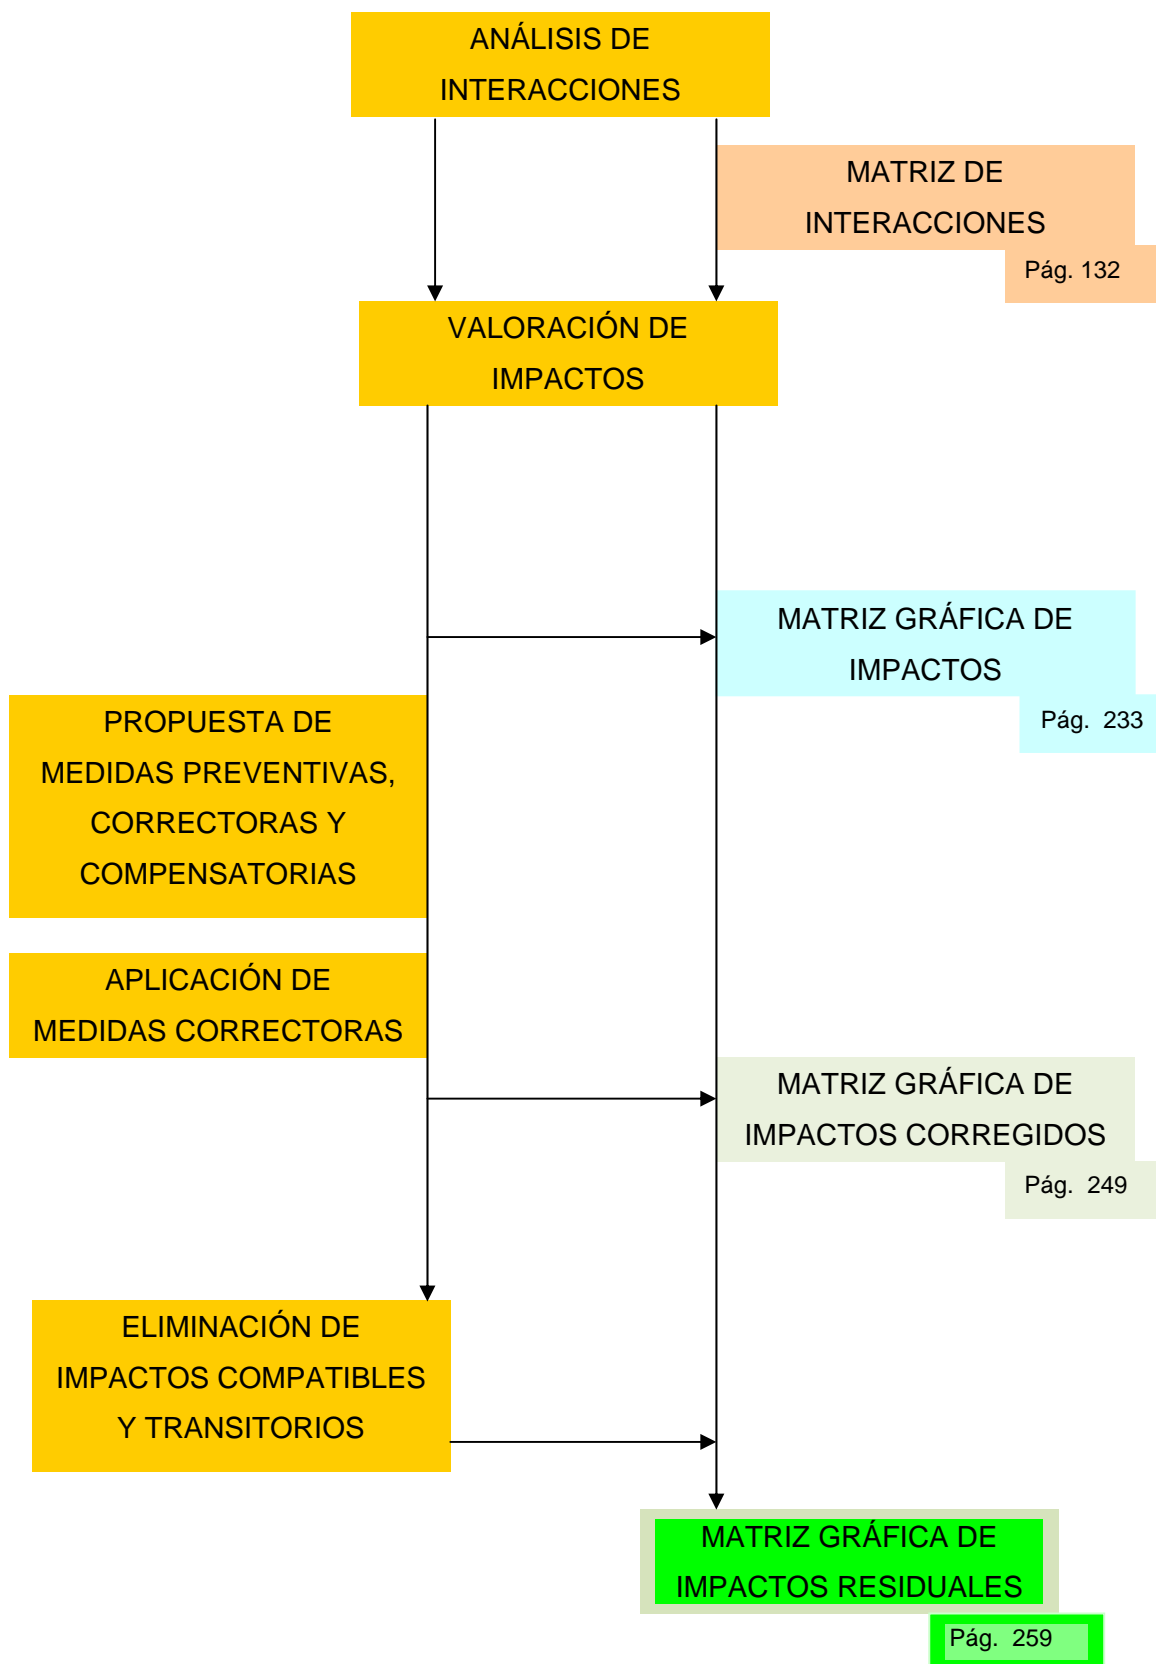 ANÁLISIS DE
INTERACCIONES
MATRIZ DE
INTERACCIONES
Pág. 132
VALORACIÓN DE
IMPACTOS
MATRIZ GRÁFICA DE
IMPACTOS
Pág. 233
PROPUESTA DE
MEDIDAS PREVENTIVAS,
CORRECTORAS Y
COMPENSATORIAS
APLICACIÓN DE
MEDIDAS CORRECTORAS
MATRIZ GRÁFICA DE
IMPACTOS CORREGIDOS
Pág. 249
ELIMINACIÓN DE
IMPACTOS COMPATIBLES
Y TRANSITORIOS
MATRIZ GRÁFICA DE
IMPACTOS RESIDUALES
Pág. 259